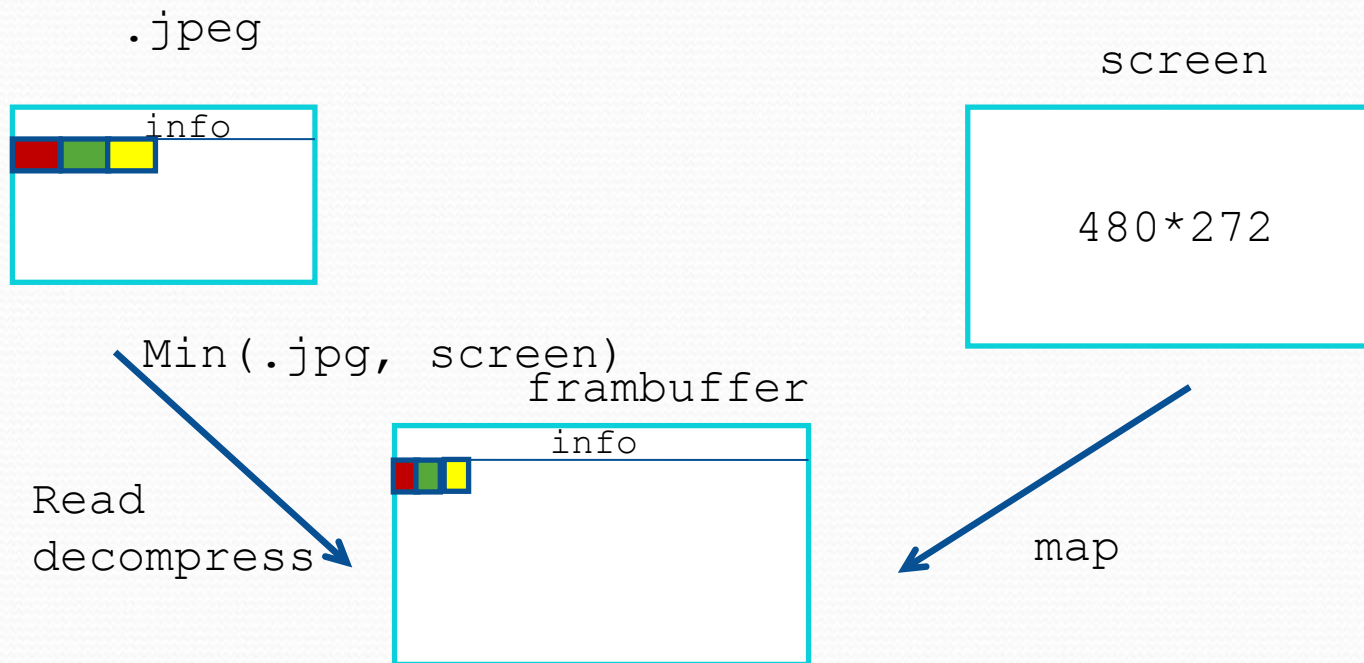 .jpeg
screen
info
480*272
Min(.jpg, screen)
frambuffer
info
Read
decompress
map